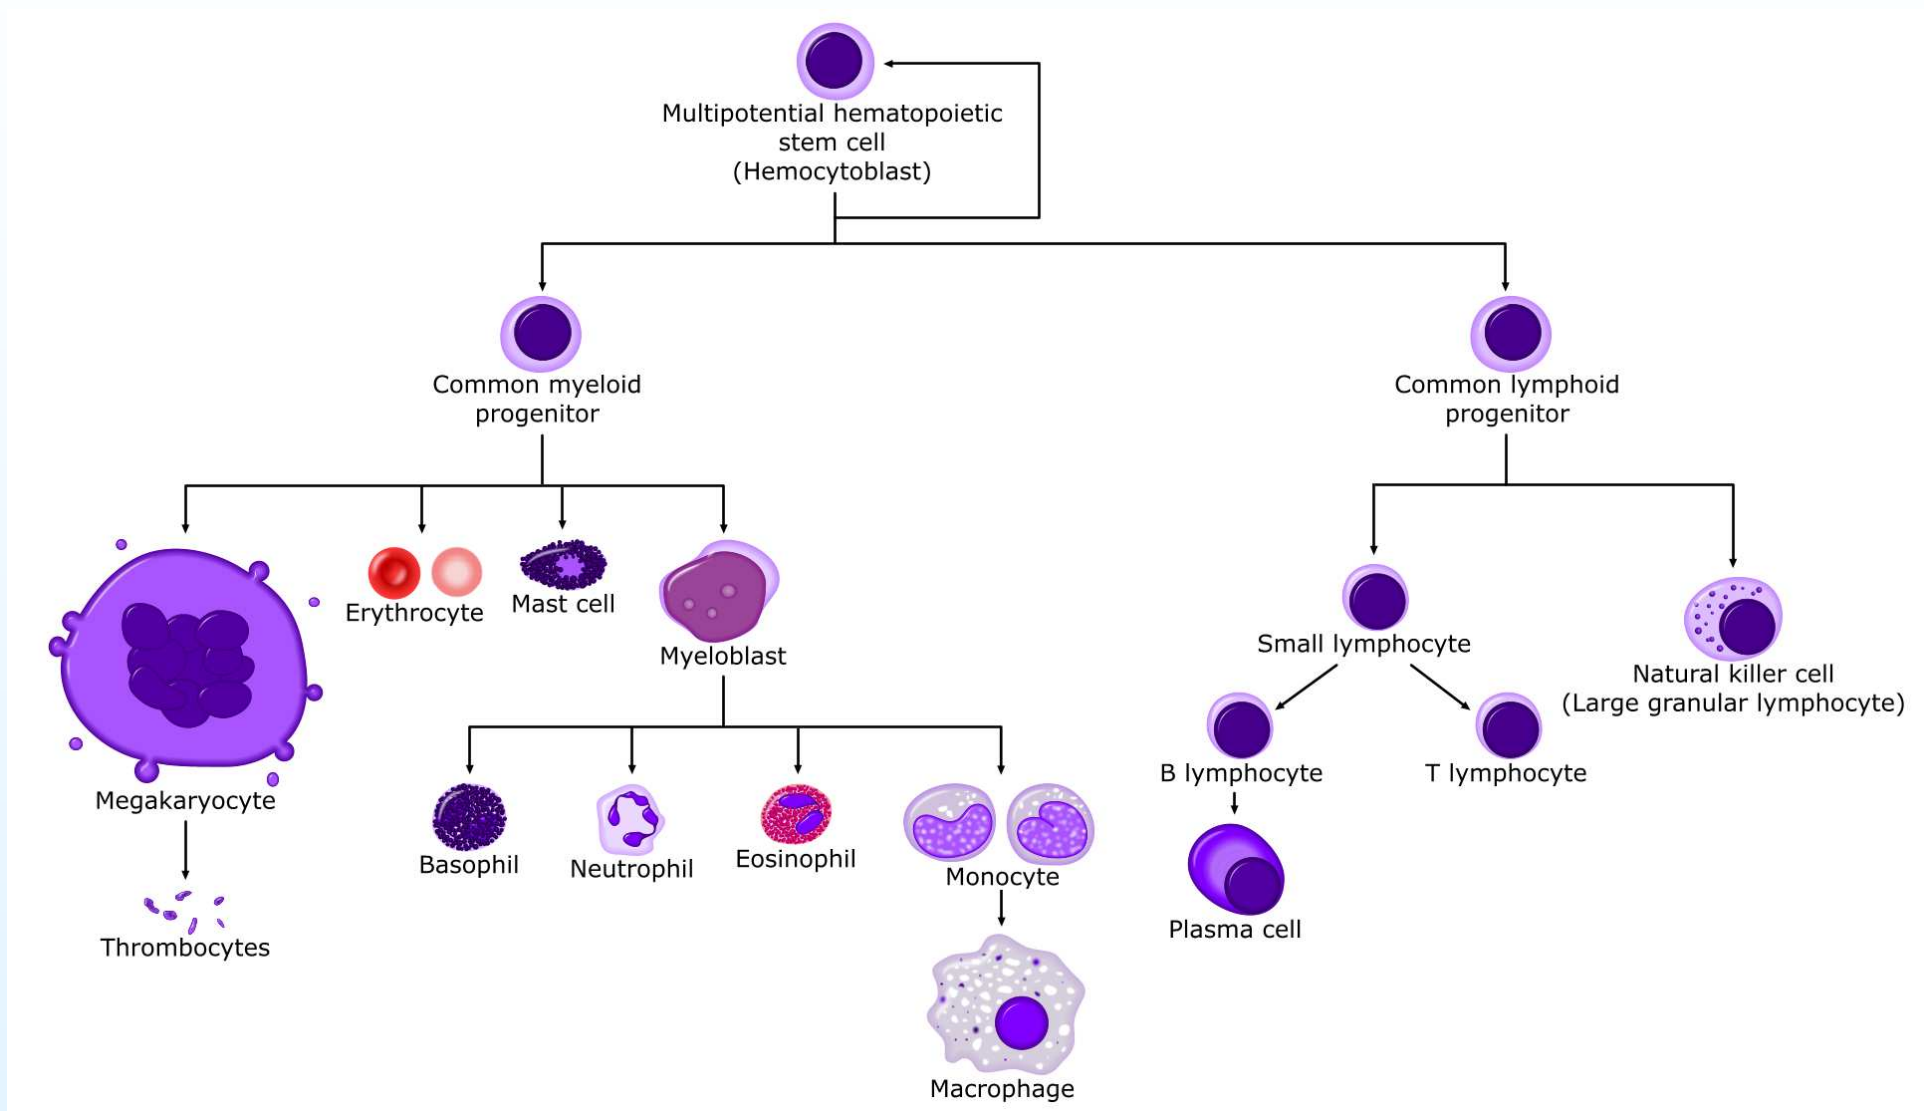 Multipotential hematopoietic
stem cell
(Hemocytoblast)
Common myeloid
progenitor
Common lymphoid
progenitor
Erythrocyte
Mast cell
Myeloblast
Small lymphocyte
Natural killer cell
(Large granular lymphocyte)
B lymphocyte
T lymphocyte
Megakaryocyte
Basophil
Neutrophil
Eosinophil
Monocyte
Plasma cell
Thrombocytes
Macrophage